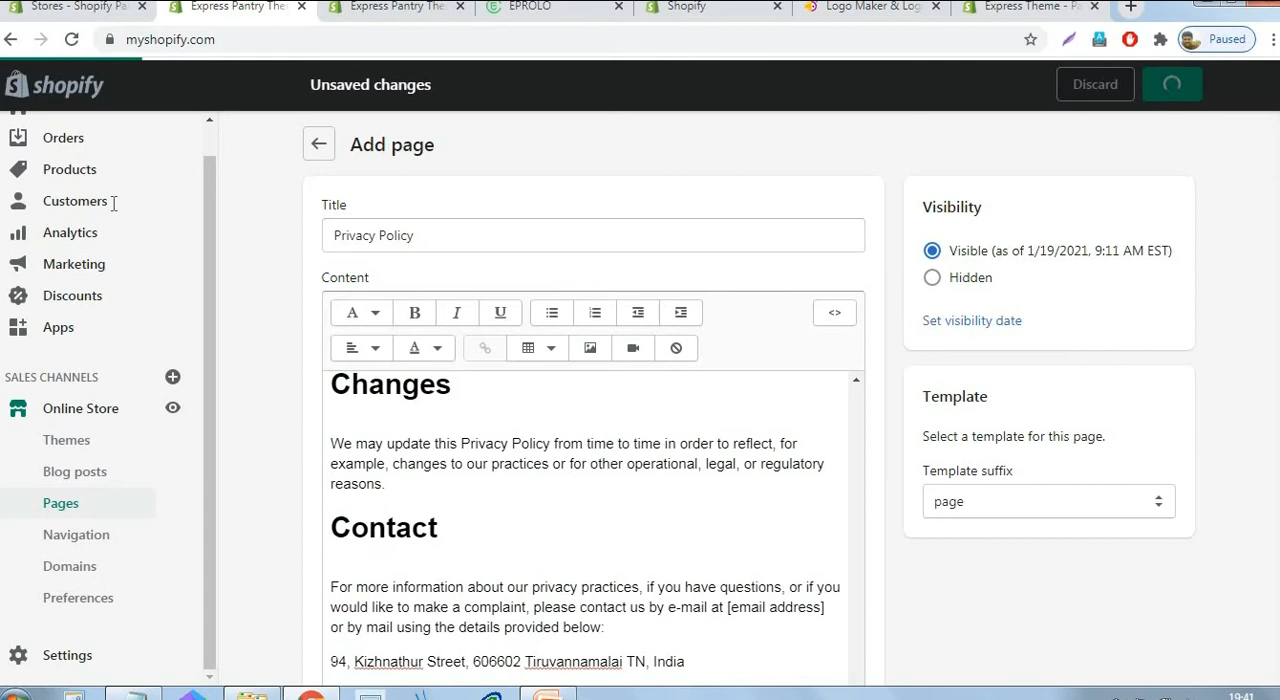 Stores - Shopify Pa
Express Pantry Them
Express Pantry The
EPROLO
Shopify
Logo Maker & Log
Express Theme - Pa
myshopify.com
Paused
shopify
Unsaved changes
Discard
Orders
Products
Customers
Analytics
Marketing
Discounts
Apps
SALES CHANNELS
Online Store
Themes
Blog posts
Pages
Navigation
Domains
Preferences
Settings
Add page
Title
Privacy Policy
Content
A
B
I
U
<>
A
Changes
We may update this Privacy Policy from time to time in order to reflect, for
example, changes to our practices or for other operational, legal, or regulatory
reasons.
Contact
For more information about our privacy practices, if you have questions, or if you
would like to make a complaint, please contact us by e-mail at [email address]
or by mail using the details provided below:
94, Kizhnathur Street, 606602 Tiruvannamalai TN, India
Visibility
Visible (as of 1/19/2021, 9:11 AM EST)
Hidden
Set visibility date
Template
Select a template for this page.
Template suffix
page
19:41